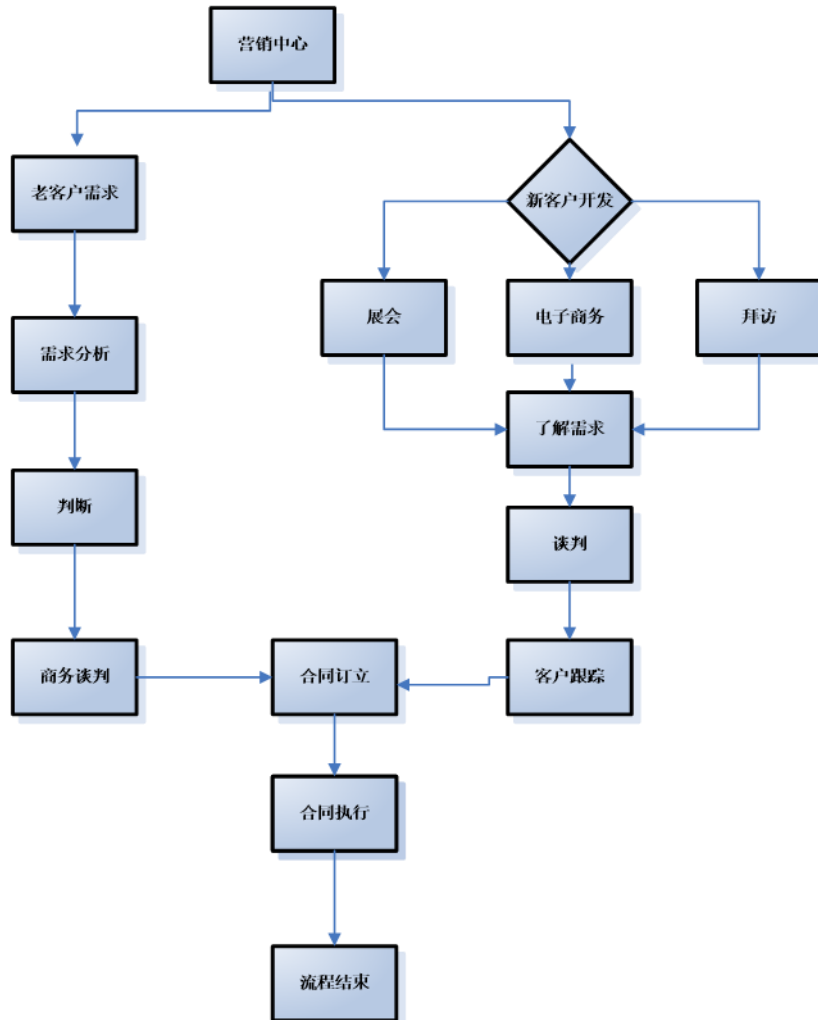 营销中心
老客户需求
新客户开发
展会
电子商务
拜访
需求分析
了解需求
判断
谈判
商务谈判
合同订立
客户跟踪
合同执行
流程结束